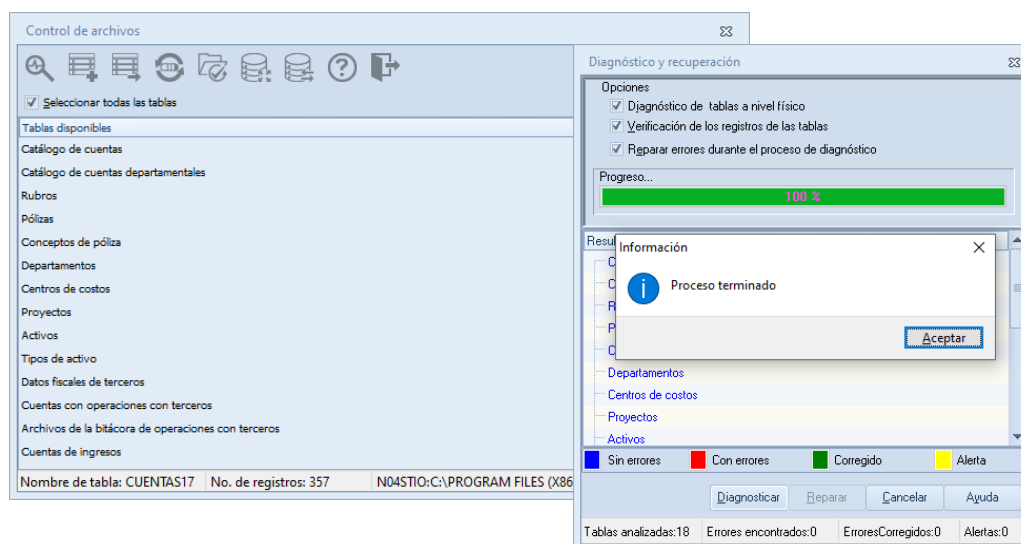 Control de archivos
Seleccionar todas las tablas
Tablas disponibles
Catálogo de cuentas
Catálogo de cuentas departamentales
Rubros
Pólizas
Conceptos de póliza
Departamentos
Centros de costos
Proyectos
Activos
Tipos de activo
Datos fiscales de terceros
Cuentas con operaciones con terceros
Archivos de la bitácora de operaciones con terceros
Cuentas de ingresos
Nombre de tabla: CUENTAS17 No. de registros: 357 N04STIO:C:\PROGRAM FILES (X86
Diagnóstico y recuperación
Opciones
Diagnóstico de tablas a nivel físico
Verificación de los registros de las tablas
Reparar errores durante el proceso de diagnóstico
Progreso...
100 %
Información
Proceso terminado
Aceptar
Departamentos
Centros de costos
Proyectos
Activos
Sin errores Con errores Corregido Alerta
Diagnosticar Reparar Cancelar Ayuda
Tablas analizadas:18 Errores encontrados:0 ErroresCorregidos:0 Alertas:0